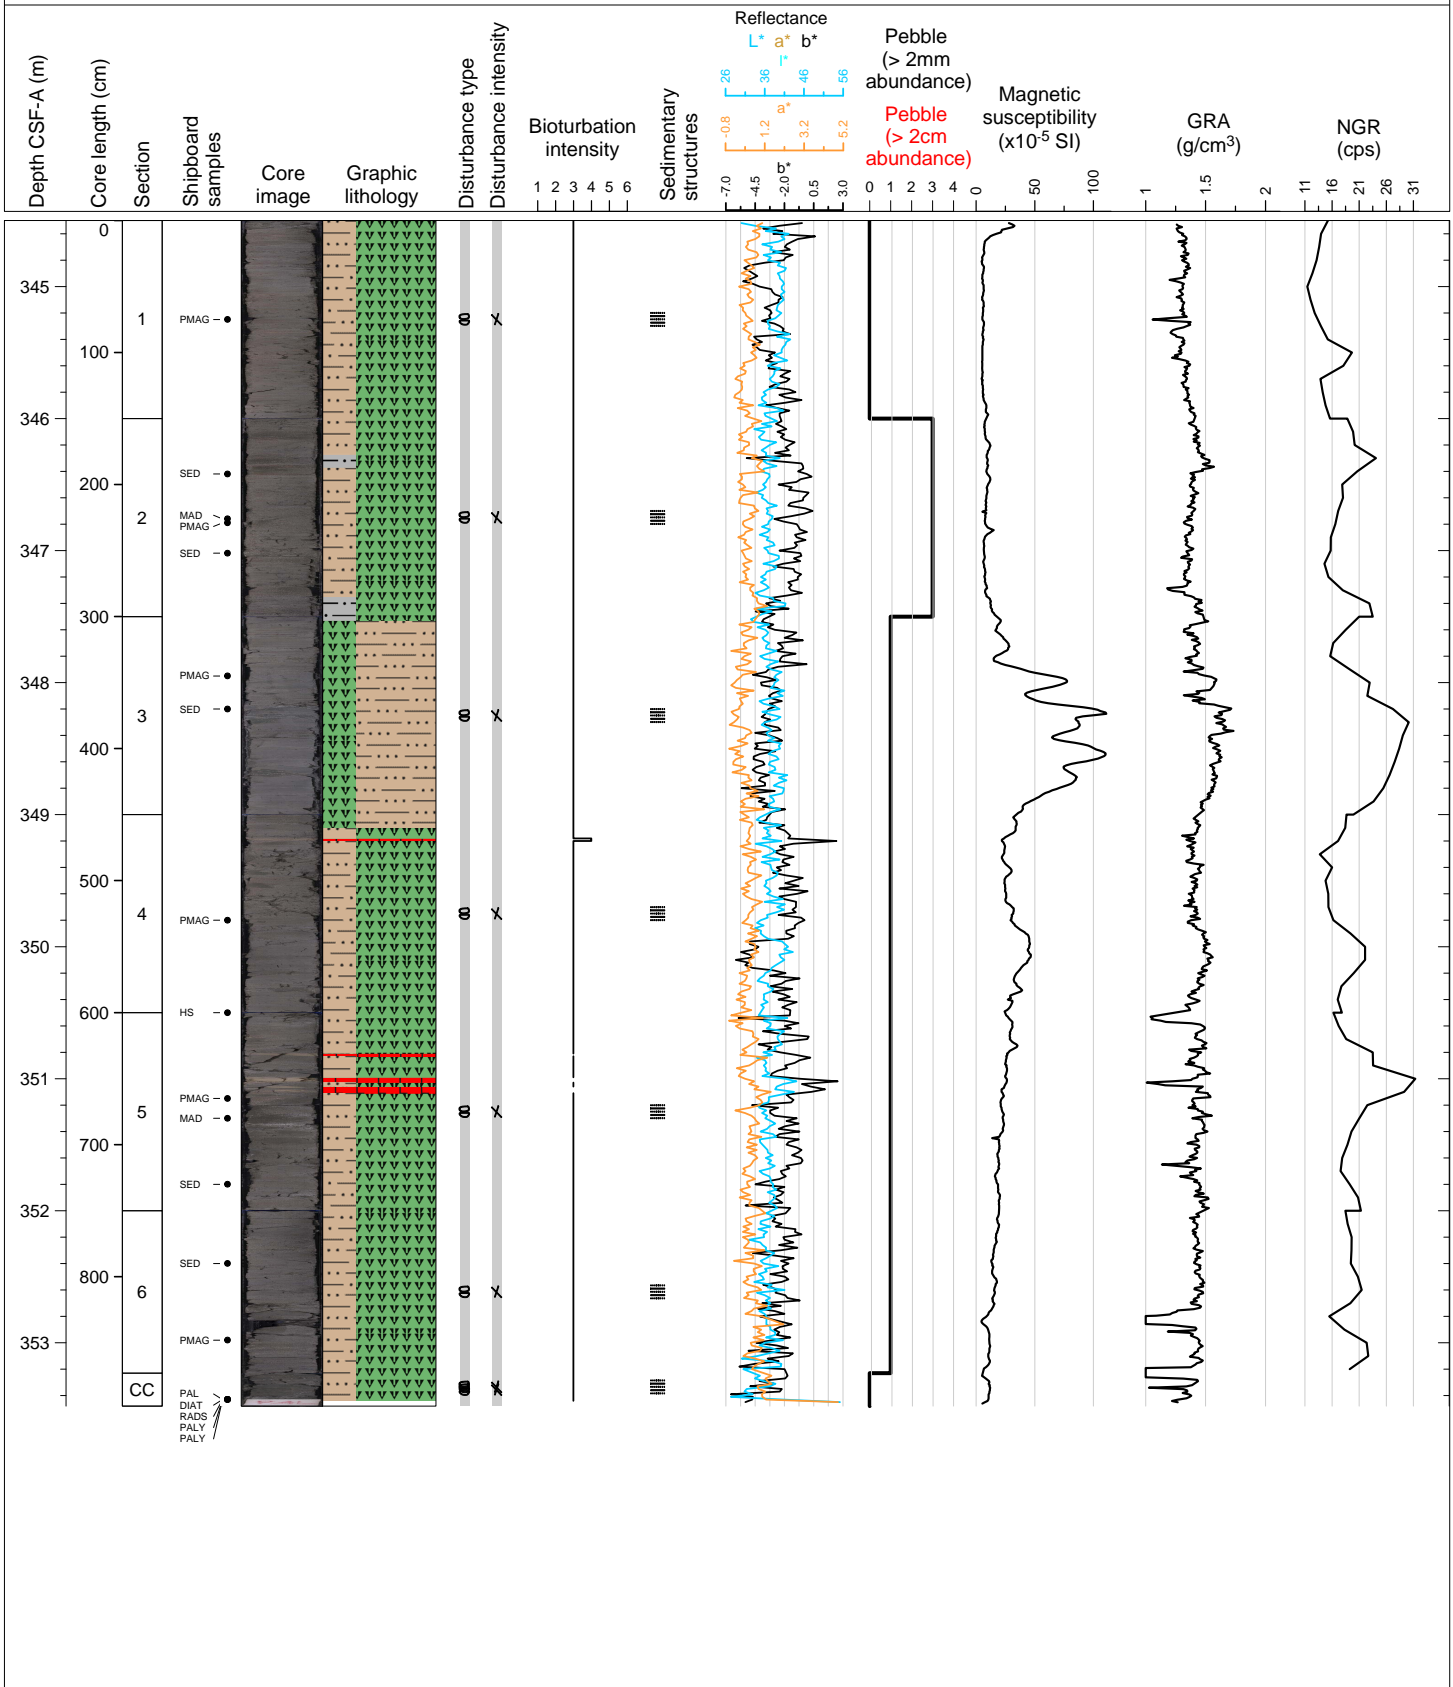 Depth CSF-A (m)
Core length (cm)
Section
Shipboard
samples
Core
image
Graphic
lithology
Disturbance type
Disturbance intensity
Bioturbation
intensity
1 2 3 4 5 6
Sedimentary
structures
Reflectance
L* a* b*
l*
26 36 46 56
a*
-0.8 1.2 3.2 5.2
b*
-7.0 -4.5 -2.0 0.5 3.0
Pebble
(> 2mm
abundance)
Pebble
(> 2cm
abundance)
0 1 2 3 4
Magnetic
susceptibility
(x10-5 SI)
0 50 100
GRA
(g/cm3)
1 1.5 2
NGR
(cps)
11 16 21 26 31
0
345
1
PMAG
100
346
SED
200
MAD
2
PMAG
347
SED
300
PMAG
348
SED
3
400
349
500
4
PMAG
350
HS
600
351
PMAG
5
MAD
700
SED
352
SED
800
6
PMAG
353
CC
PAL
DIAT
RADS
PALY
PALY